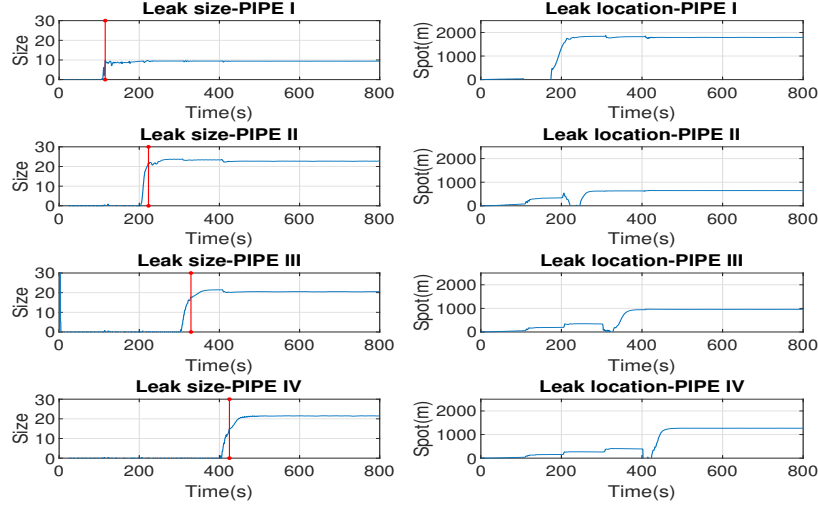 Leak size-PIPE I
Size
30
20
10
0
0 200 400 600 800
Time(s)
Leak location-PIPE I
Spot(m)
2000
1000
0
0 200 400 600 800
Time(s)
Leak size-PIPE II
Size
30
20
10
0
0 200 400 600 800
Time(s)
Leak location-PIPE II
Spot(m)
2000
1000
0
0 200 400 600 800
Time(s)
Leak size-PIPE III
Size
30
20
10
0
0 200 400 600 800
Time(s)
Leak location-PIPE III
Spot(m)
2000
1000
0
0 200 400 600 800
Time(s)
Leak size-PIPE IV
Size
30
20
10
0
0 200 400 600 800
Time(s)
Leak location-PIPE IV
Spot(m)
2000
1000
0
0 200 400 600 800
Time(s)